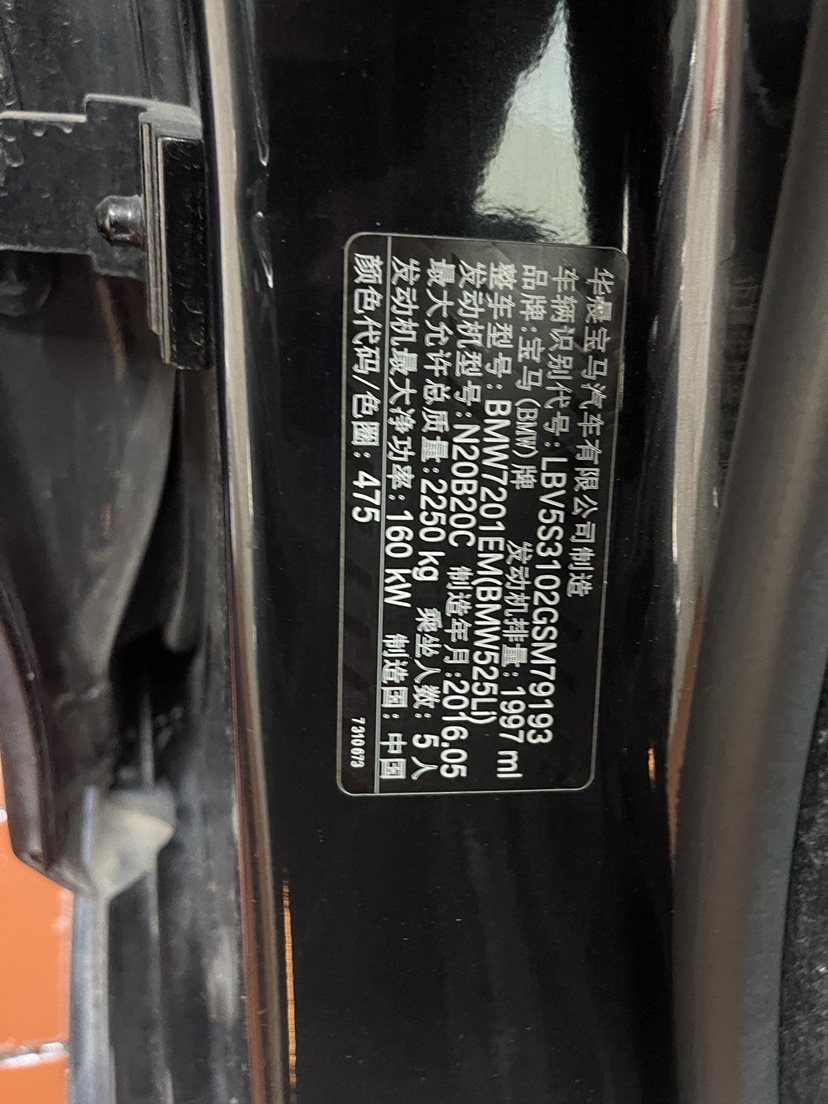 华慢宝马汽车有限公司制造
车辆识别代号: LBV5S3102GSM79193
品牌:宝马(BMW)牌 发动机排量: 1997 ml
整车型号: BMW7201EM(BMW525Li)
发动机型号: N20B20C 制造年月:2016.05
最大允许总质量:2250 kg 乘坐人数: 5人
发动机最大净功率: 160 kW 制造国: 中国
颜色代码/色圈: 475
7310673